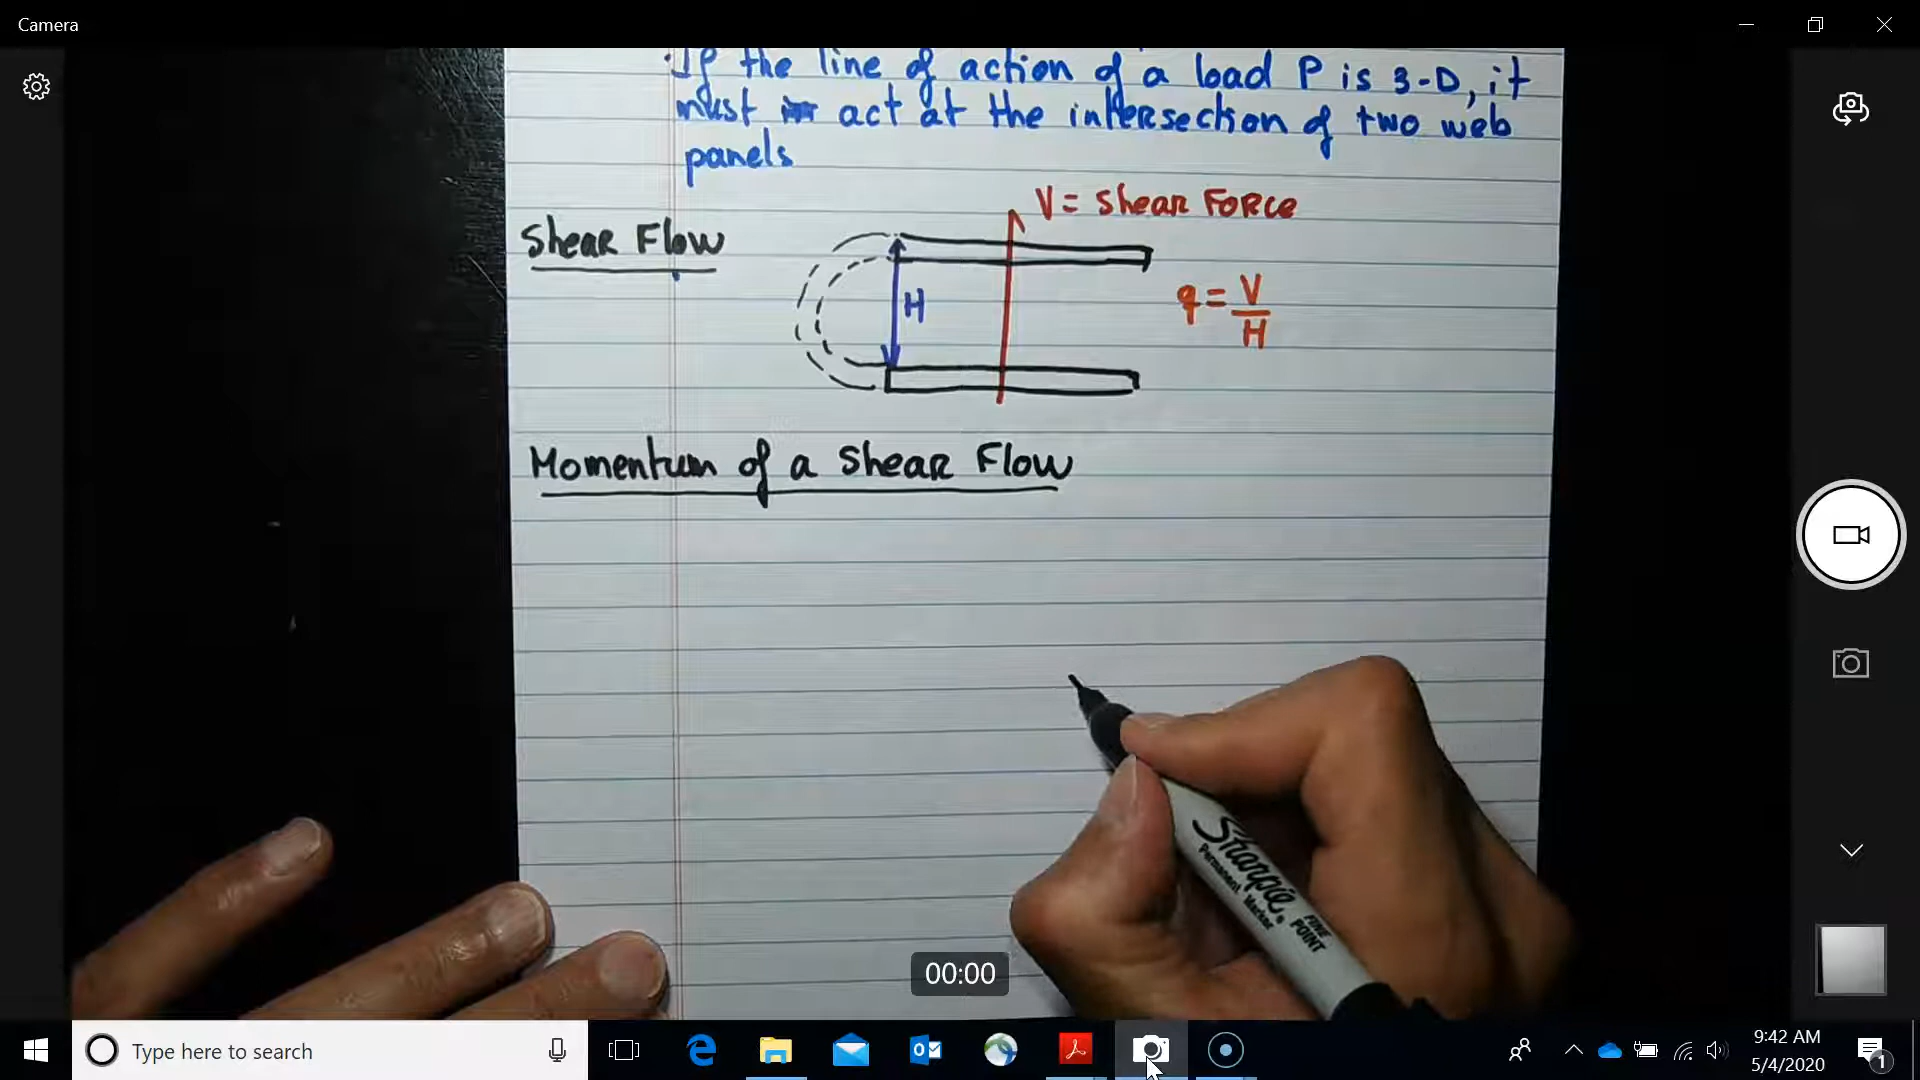 Camera
If the line of action of a load P is 3-D, it
must act at the intersection of two web
panels
V = Shear Force
Shear Flow
H
q = V/H
Momentum of a Shear Flow
Sharpie.
FINE POINT
Permanent Marker
00:00
Type here to search
9:42 AM
5/4/2020
1